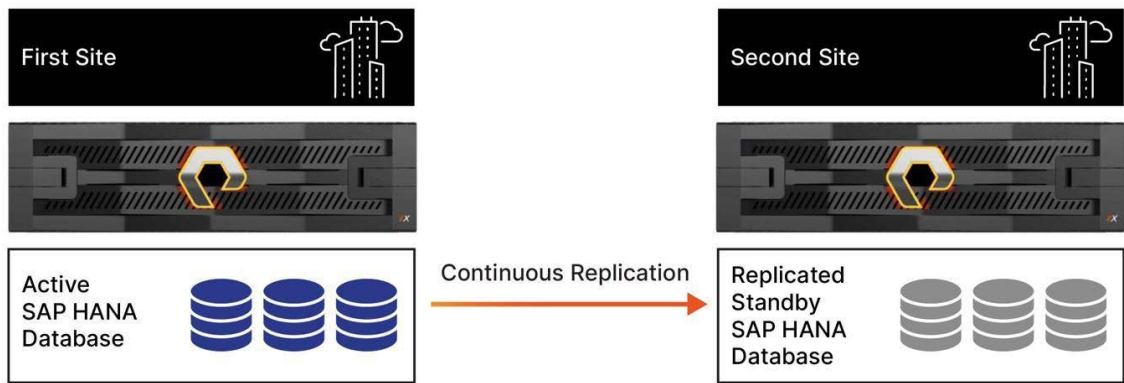 First Site
Second Site
Active
SAP HANA
Database
Continuous Replication
Replicated
Standby
SAP HANA
Database